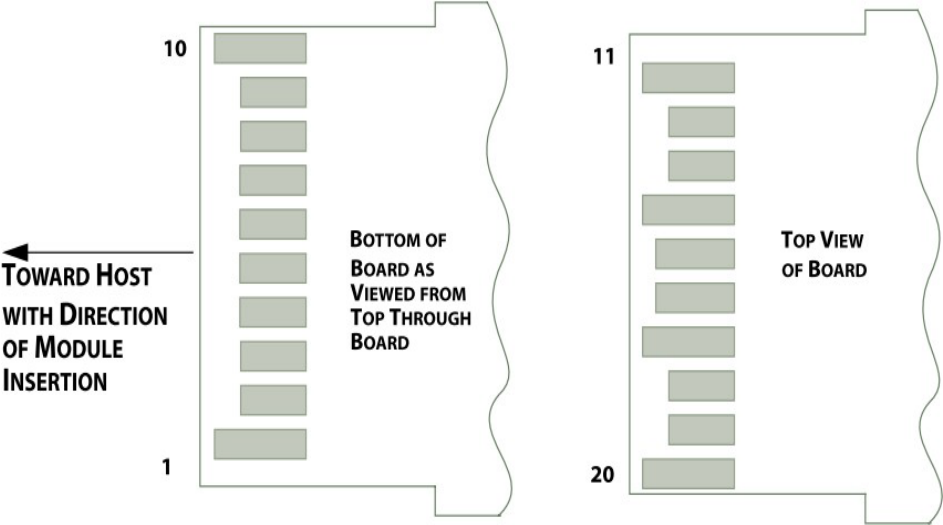 10
11
BOTTOM OF
BOARD AS
VIEWED FROM
TOP THROUGH
BOARD
TOP VIEW
OF BOARD
TOWARD HOST
WITH DIRECTION
OF MODULE
INSERTION
1
20